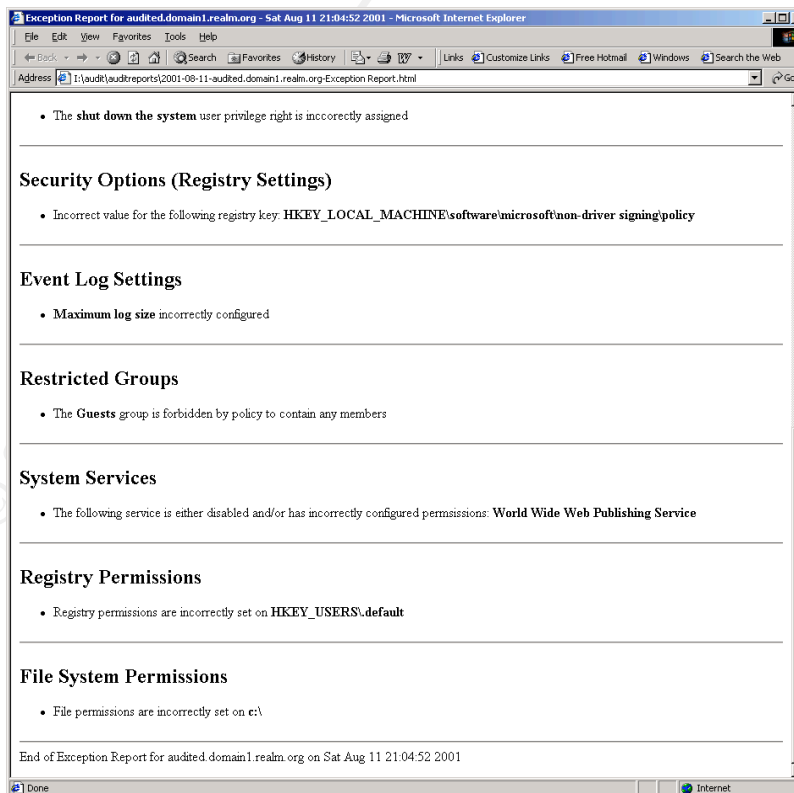 Exception Report for audited.domain1.realm.org - Sat Aug 11 21:04:52 2001 - Microsoft Internet Explorer
File Edit View Favorites Tools Help
Back Search Favorites History Links Customize Links Free Hotmail Windows Search the Web
Address I:\audit\auditreports\2001-08-11-audited.domain1.realm.org-Exception Report.html Go
• The shut down the system user privilege right is inccorectly assigned
Security Options (Registry Settings)
• Incorrect value for the following registry key: HKEY_LOCAL_MACHINE\software\microsoft\non-driver signing\policy
Event Log Settings
• Maximum log size incorrectly configured
Restricted Groups
• The Guests group is forbidden by policy to contain any members
System Services
• The following service is either disabled and/or has incorrectly configured permsissions: World Wide Web Publishing Service
Registry Permissions
• Registry permissions are incorrectly set on HKEY_USERS\.default
File System Permissions
• File permissions are incorrectly set on c:\
End of Exception Report for audited.domain1.realm.org on Sat Aug 11 21:04:52 2001
Done Internet